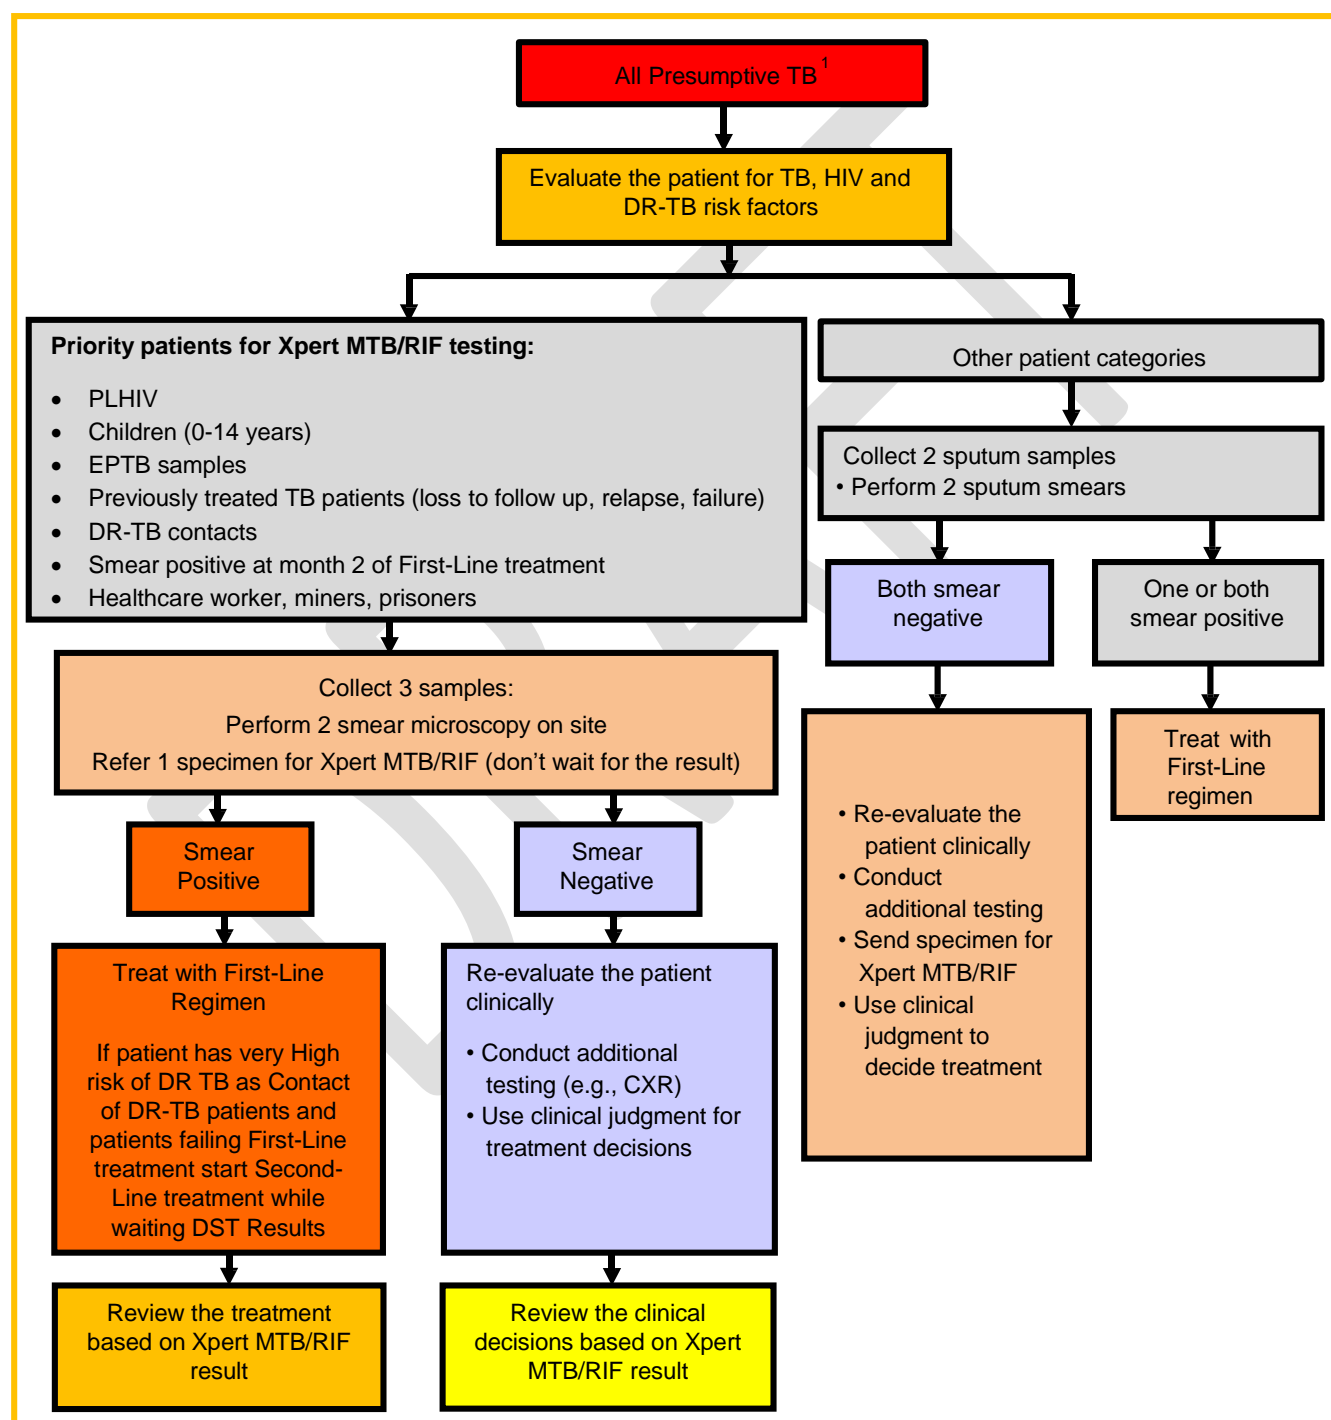 All Presumptive TB 1
Evaluate the patient for TB, HIV and
DR-TB risk factors
Priority patients for Xpert MTB/RIF testing:
• PLHIV
• Children (0-14 years)
• EPTB samples
• Previously treated TB patients (loss to follow up, relapse, failure)
• DR-TB contacts
• Smear positive at month 2 of First-Line treatment
• Healthcare worker, miners, prisoners
Other patient categories
Collect 2 sputum samples
• Perform 2 sputum smears
Both smear
negative
One or both
smear positive
Collect 3 samples:
Perform 2 smear microscopy on site
Refer 1 specimen for Xpert MTB/RIF (don’t wait for the result)
Treat with
First-Line
regimen
• Re-evaluate the
patient clinically
• Conduct
additional testing
• Send specimen for
Xpert MTB/RIF
• Use clinical
judgment to
decide treatment
Smear
Positive
Smear
Negative
Treat with First-Line
Regimen
If patient has very High
risk of DR TB as Contact
of DR-TB patients and
patients failing First-Line
treatment start Second-
Line treatment while
waiting DST Results
Re-evaluate the patient
clinically
• Conduct additional
testing (e.g., CXR)
• Use clinical judgment for
treatment decisions
Review the treatment
based on Xpert MTB/RIF
result
Review the clinical
decisions based on Xpert
MTB/RIF result
DRAFT